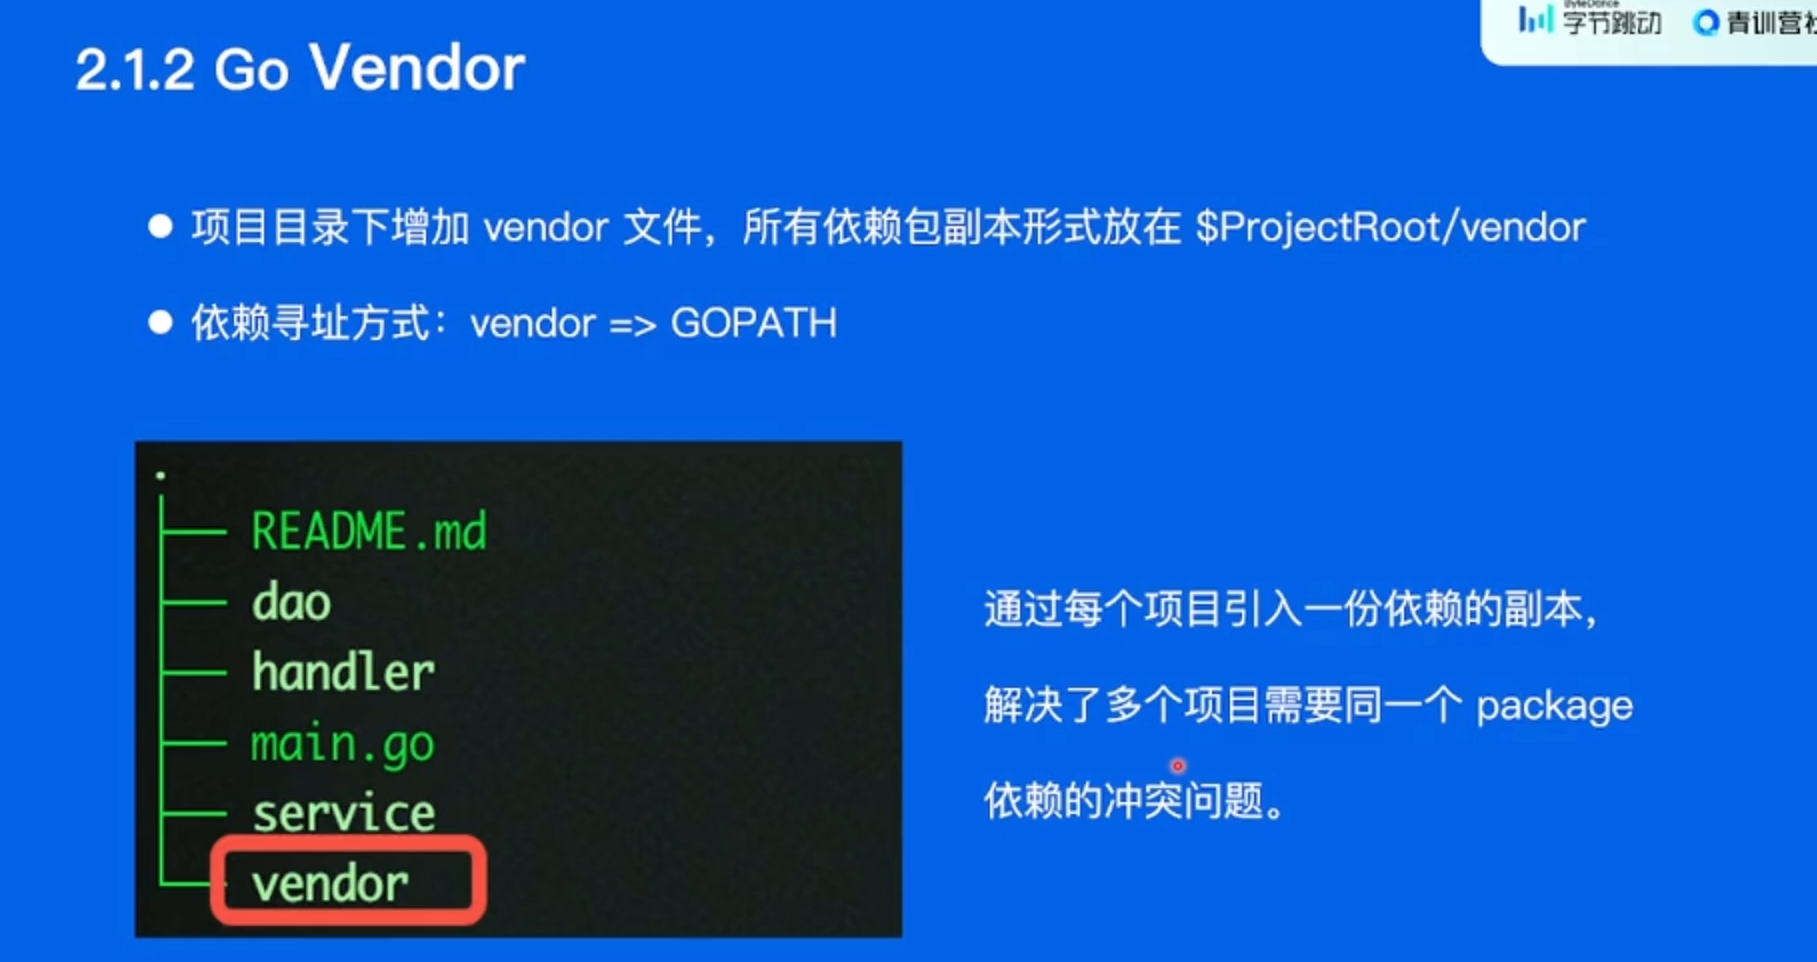 ByteDance
字节跳动 青训营
2.1.2 Go Vendor
项目目录下增加 vendor 文件，所有依赖包副本形式放在 $ProjectRoot/vendor
依赖寻址方式：vendor => GOPATH
.
README.md
dao
handler
main.go
service
vendor
通过每个项目引入一份依赖的副本，
解决了多个项目需要同一个 package
依赖的冲突问题。